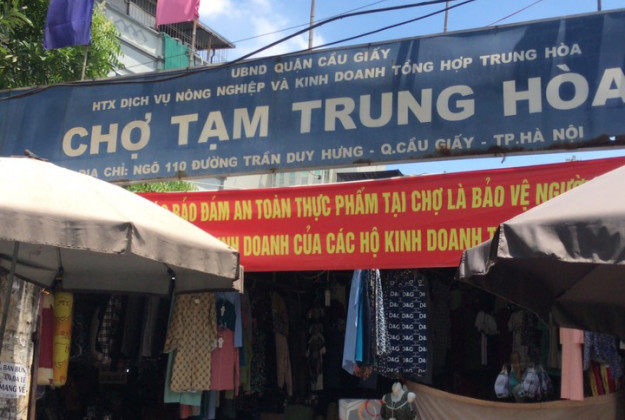 UBND QUẬN CẦU GIẤY
HTX DỊCH VỤ NÔNG NGHIỆP VÀ KINH DOANH TỔNG HỢP TRUNG HÒA
CHỢ TẠM TRUNG HÒA
ĐỊA CHỈ: NGÕ 110 ĐƯỜNG TRẦN DUY HƯNG - Q.CẦU GIẤY - TP.HÀ NỘI
BẢO ĐẢM AN TOÀN THỰC PHẨM TẠI CHỢ LÀ BẢO VỆ NGƯỜI
DOANH CỦA CÁC HỘ KINH DOANH
D&G
MANG VỀ